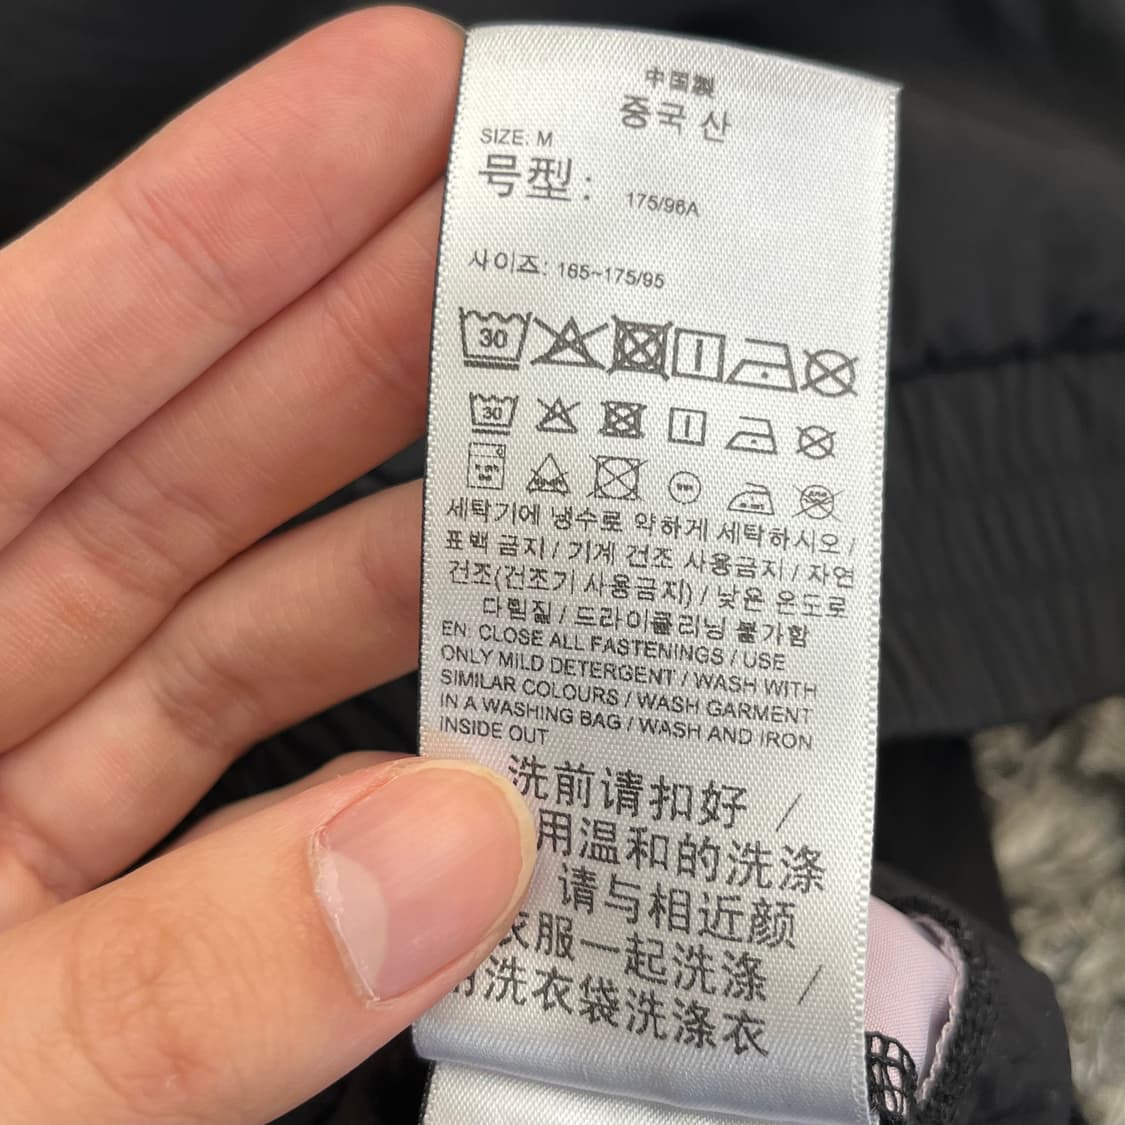 中国製
중국 산
SIZE: M
号型: 175/96A
사이즈: 165~175/95
30
30
세탁기에 냉수로 약하게 세탁하시오 /
표백 금지 / 기계 건조 사용금지 / 자연
건조(건조기 사용금지) / 낮은 온도로
다림질 / 드라이클리닝 불가함
EN: CLOSE ALL FASTENINGS / USE
ONLY MILD DETERGENT / WASH WITH
SIMILAR COLOURS / WASH GARMENT
IN A WASHING BAG / WASH AND IRON
INSIDE OUT
洗前请扣好 /
用温和的洗涤
请与相近颜
衣服一起洗涤 /
洗衣袋洗涤衣